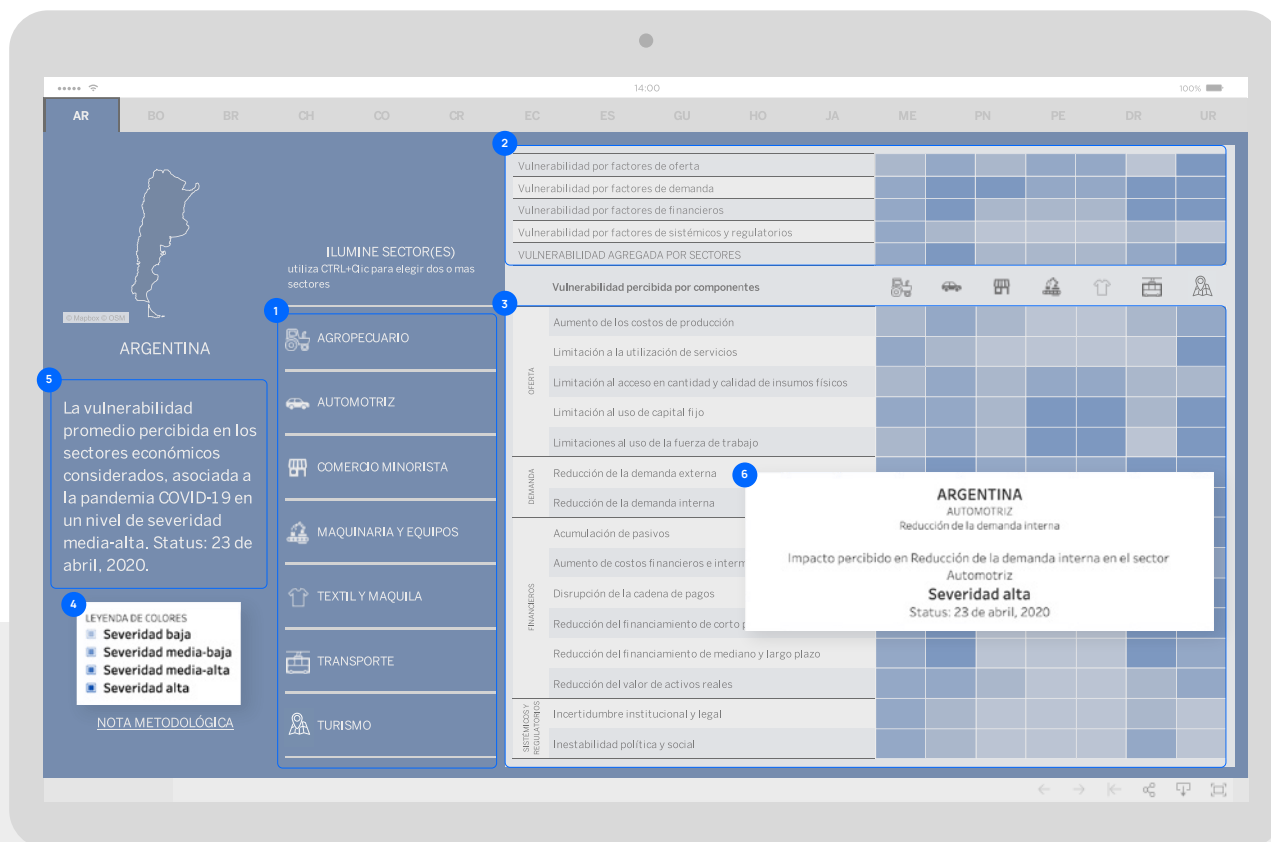 14:00
100%
AR BO BR CH CO CR EC ES GU HO JA ME PN PE DR UR
2
Vulnerabilidad por factores de oferta
Vulnerabilidad por factores de demanda
Vulnerabilidad por factores de financieros
Vulnerabilidad por factores de sistémicos y regulatorios
VULNERABILIDAD AGREGADA POR SECTORES
© Mapbox © OSM
ARGENTINA
5
La vulnerabilidad
promedio percibida en los
sectores económicos
considerados, asociada a
la pandemia COVID-19 en
un nivel de severidad
media-alta. Status: 23 de
abril, 2020.
4
LEYENDA DE COLORES
Severidad baja
Severidad media-baja
Severidad media-alta
Severidad alta
NOTA METODOLÓGICA
ILUMINE SECTOR(ES)
utiliza CTRL+Clic para elegir dos o mas
sectores
1
AGROPECUARIO
AUTOMOTRIZ
COMERCIO MINORISTA
MAQUINARIA Y EQUIPOS
TEXTIL Y MAQUILA
TRANSPORTE
TURISMO
Vulnerabilidad percibida por componentes
3
OFERTA
Aumento de los costos de producción
Limitación a la utilización de servicios
Limitación al acceso en cantidad y calidad de insumos físicos
Limitación al uso de capital fijo
Limitaciones al uso de la fuerza de trabajo
DEMANDA
Reducción de la demanda externa
Reducción de la demanda interna
FINANCIEROS
Acumulación de pasivos
Aumento de costos financieros e interm
Disrupción de la cadena de pagos
Reducción del financiamiento de corto p
Reducción del financiamiento de mediano y largo plazo
Reducción del valor de activos reales
SISTÉMICOS Y
REGULATORIOS
Incertidumbre institucional y legal
Inestabilidad política y social
6
ARGENTINA
AUTOMOTRIZ
Reducción de la demanda interna
Impacto percibido en Reducción de la demanda interna en el sector
Automotriz
Severidad alta
Status: 23 de abril, 2020